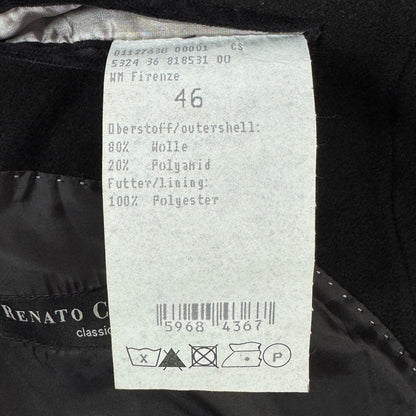 01127630 00001 CS
5324 36 818531 00
WM Firenze
46
Oberstoff/outershell:
80% Wolle
20% Polyamid
Futter/lining:
100% Polyester
5968 4367
X P
RENATO C
classic